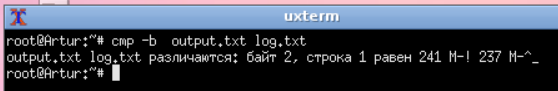 uxterm
root@Artur:~# cmp -b  output.txt log.txt
output.txt log.txt различаются: байт 2, строка 1 равен 241 M-! 237 M-^_
root@Artur:~#